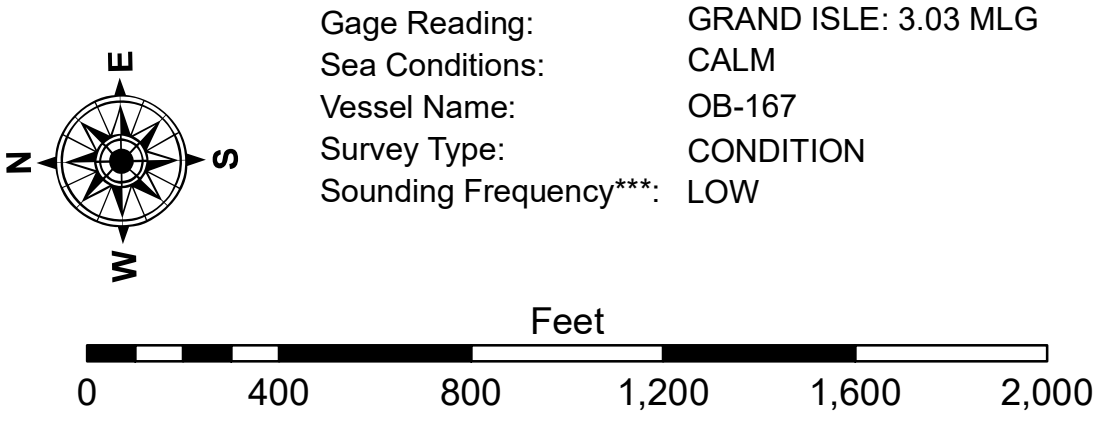 E
N
S
W
Gage Reading: GRAND ISLE: 3.03 MLG
Sea Conditions: CALM
Vessel Name: OB-167
Survey Type: CONDITION
Sounding Frequency***: LOW
Feet
0 400 800 1,200 1,600 2,000